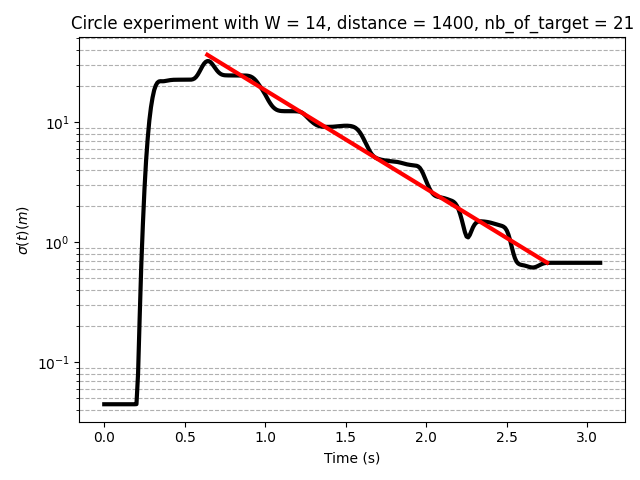 Circle experiment with W = 14, distance = 1400, nb_of_target = 21
10¹
10⁰
10⁻¹
σ(t)(m)
0.0 0.5 1.0 1.5 2.0 2.5 3.0
Time (s)